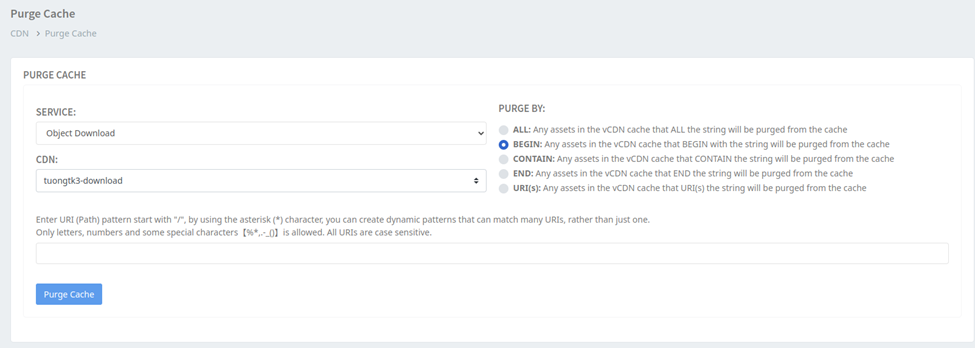 Purge Cache
CDN > Purge Cache
PURGE CACHE
SERVICE:
Object Download
CDN:
tuongtk3-download
PURGE BY:
ALL: Any assets in the vCDN cache that ALL the string will be purged from the cache
BEGIN: Any assets in the vCDN cache that BEGIN with the string will be purged from the cache
CONTAIN: Any assets in the vCDN cache that CONTAIN the string will be purged from the cache
END: Any assets in the vCDN cache that END the string will be purged from the cache
URI(s): Any assets in the vCDN cache that URI(s) the string will be purged from the cache
Enter URI (Path) pattern start with "/", by using the asterisk (*) character, you can create dynamic patterns that can match many URIs, rather than just one.
Only letters, numbers and some special characters 【%*,.-_()】 is allowed. All URIs are case sensitive.
Purge Cache